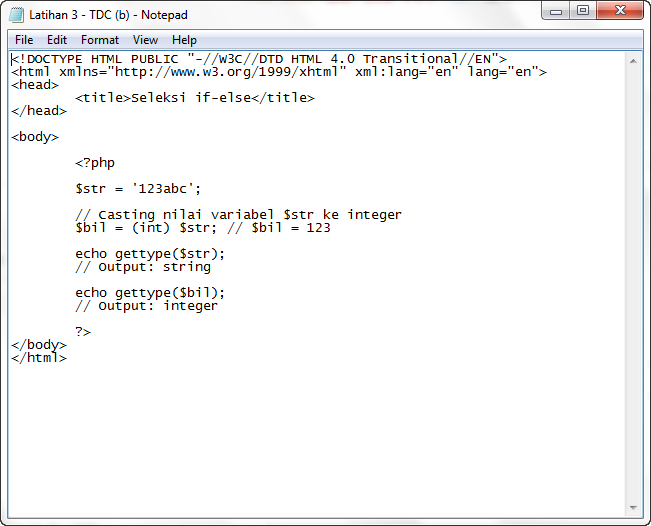 Latihan 3 - TDC (b) - Notepad
File Edit Format View Help
<!DOCTYPE HTML PUBLIC "-//W3C//DTD HTML 4.0 Transitional//EN">
<html xmlns="http://www.w3.org/1999/xhtml" xml:lang="en" lang="en">
<head>
<title>Seleksi if-else</title>
</head>
<body>
<?php
$str = '123abc';
// Casting nilai variabel $str ke integer
$bil = (int) $str; // $bil = 123
echo gettype($str);
// Output: string
echo gettype($bil);
// Output: integer
?>
</body>
</html>